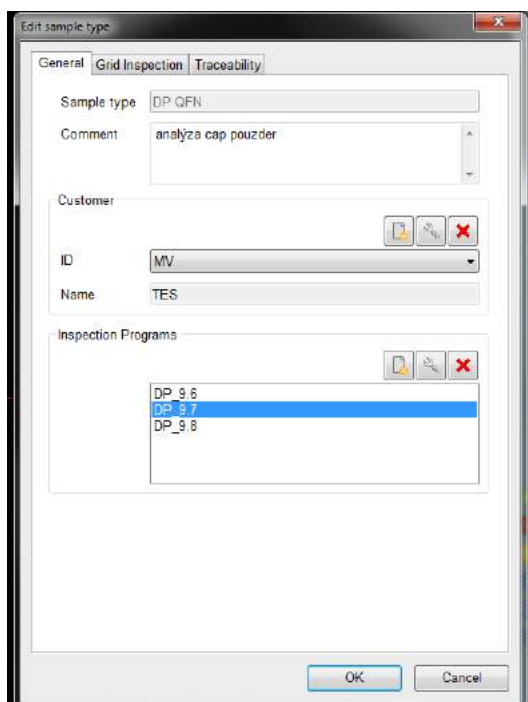 Edit sample type
General Grid Inspection Traceability
Sample type DP QFN
Comment analýza cap pouzder
Customer
ID MV
Name TES
Inspection Programs
DP_9.6
DP_9.7
DP_9.8
OK Cancel